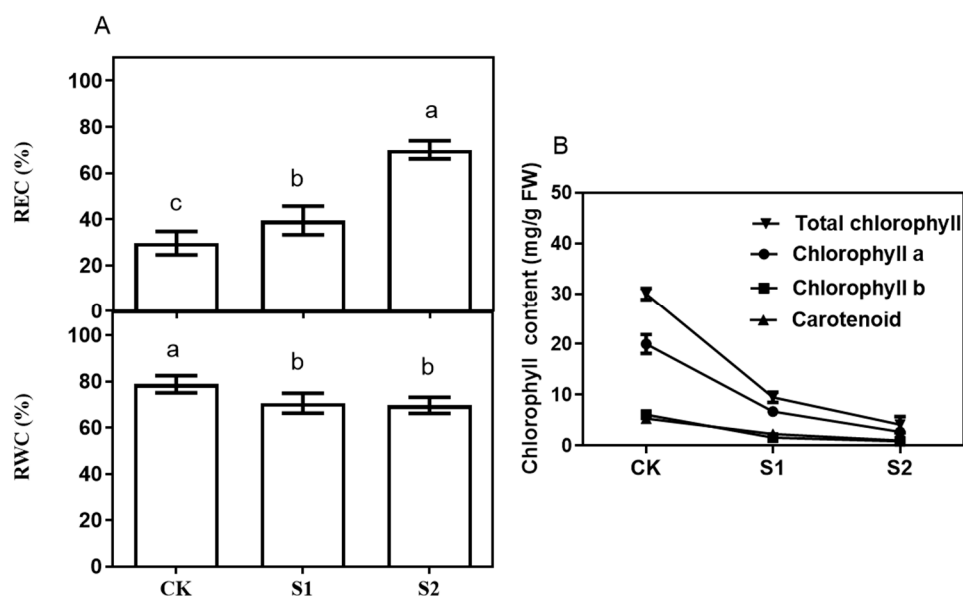 A
100
80
60
40
20
0
REC (%)
c
b
a
100
80
60
40
20
0
RWC (%)
a
b
b
CK S1 S2
B
50
40
30
20
10
0
Chlorophyll content (mg/g FW)
Total chlorophyll
Chlorophyll a
Chlorophyll b
Carotenoid
CK S1 S2